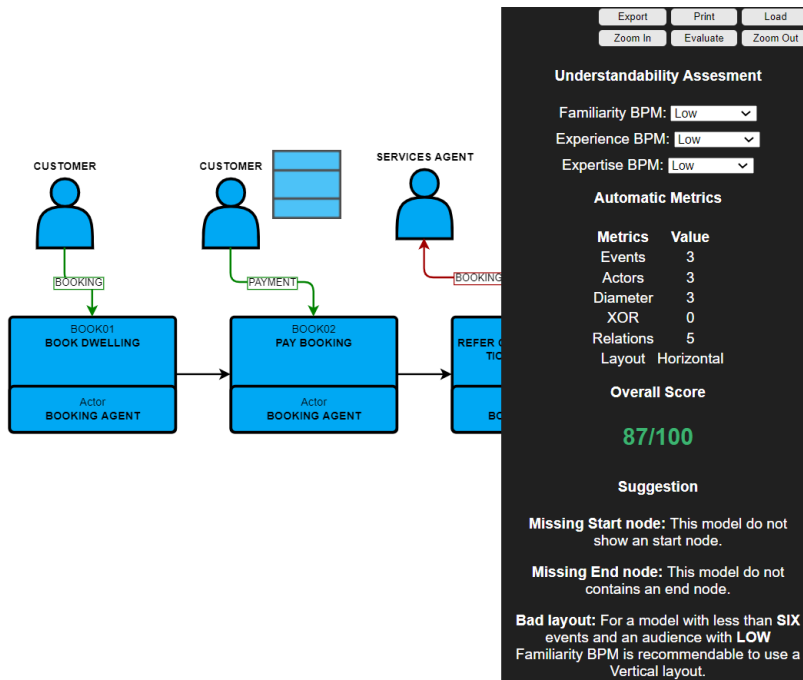 Export Print Load
Zoom In Evaluate Zoom Out
Understandability Assesment
Familiarity BPM: Low
Experience BPM: Low
Expertise BPM: Low
Automatic Metrics
Metrics Value
Events 3
Actors 3
Diameter 3
XOR 0
Relations 5
Layout Horizontal
Overall Score
87/100
Suggestion
Missing Start node: This model do not
show an start node.
Missing End node: This model do not
contains an end node.
Bad layout: For a model with less than SIX
events and an audience with LOW
Familiarity BPM is recommendable to use a
Vertical layout.
CUSTOMER
BOOKING
BOOK01
BOOK DWELLING
Actor
BOOKING AGENT
CUSTOMER
PAYMENT
BOOK02
PAY BOOKING
Actor
BOOKING AGENT
SERVICES AGENT
BOOKING
REFER